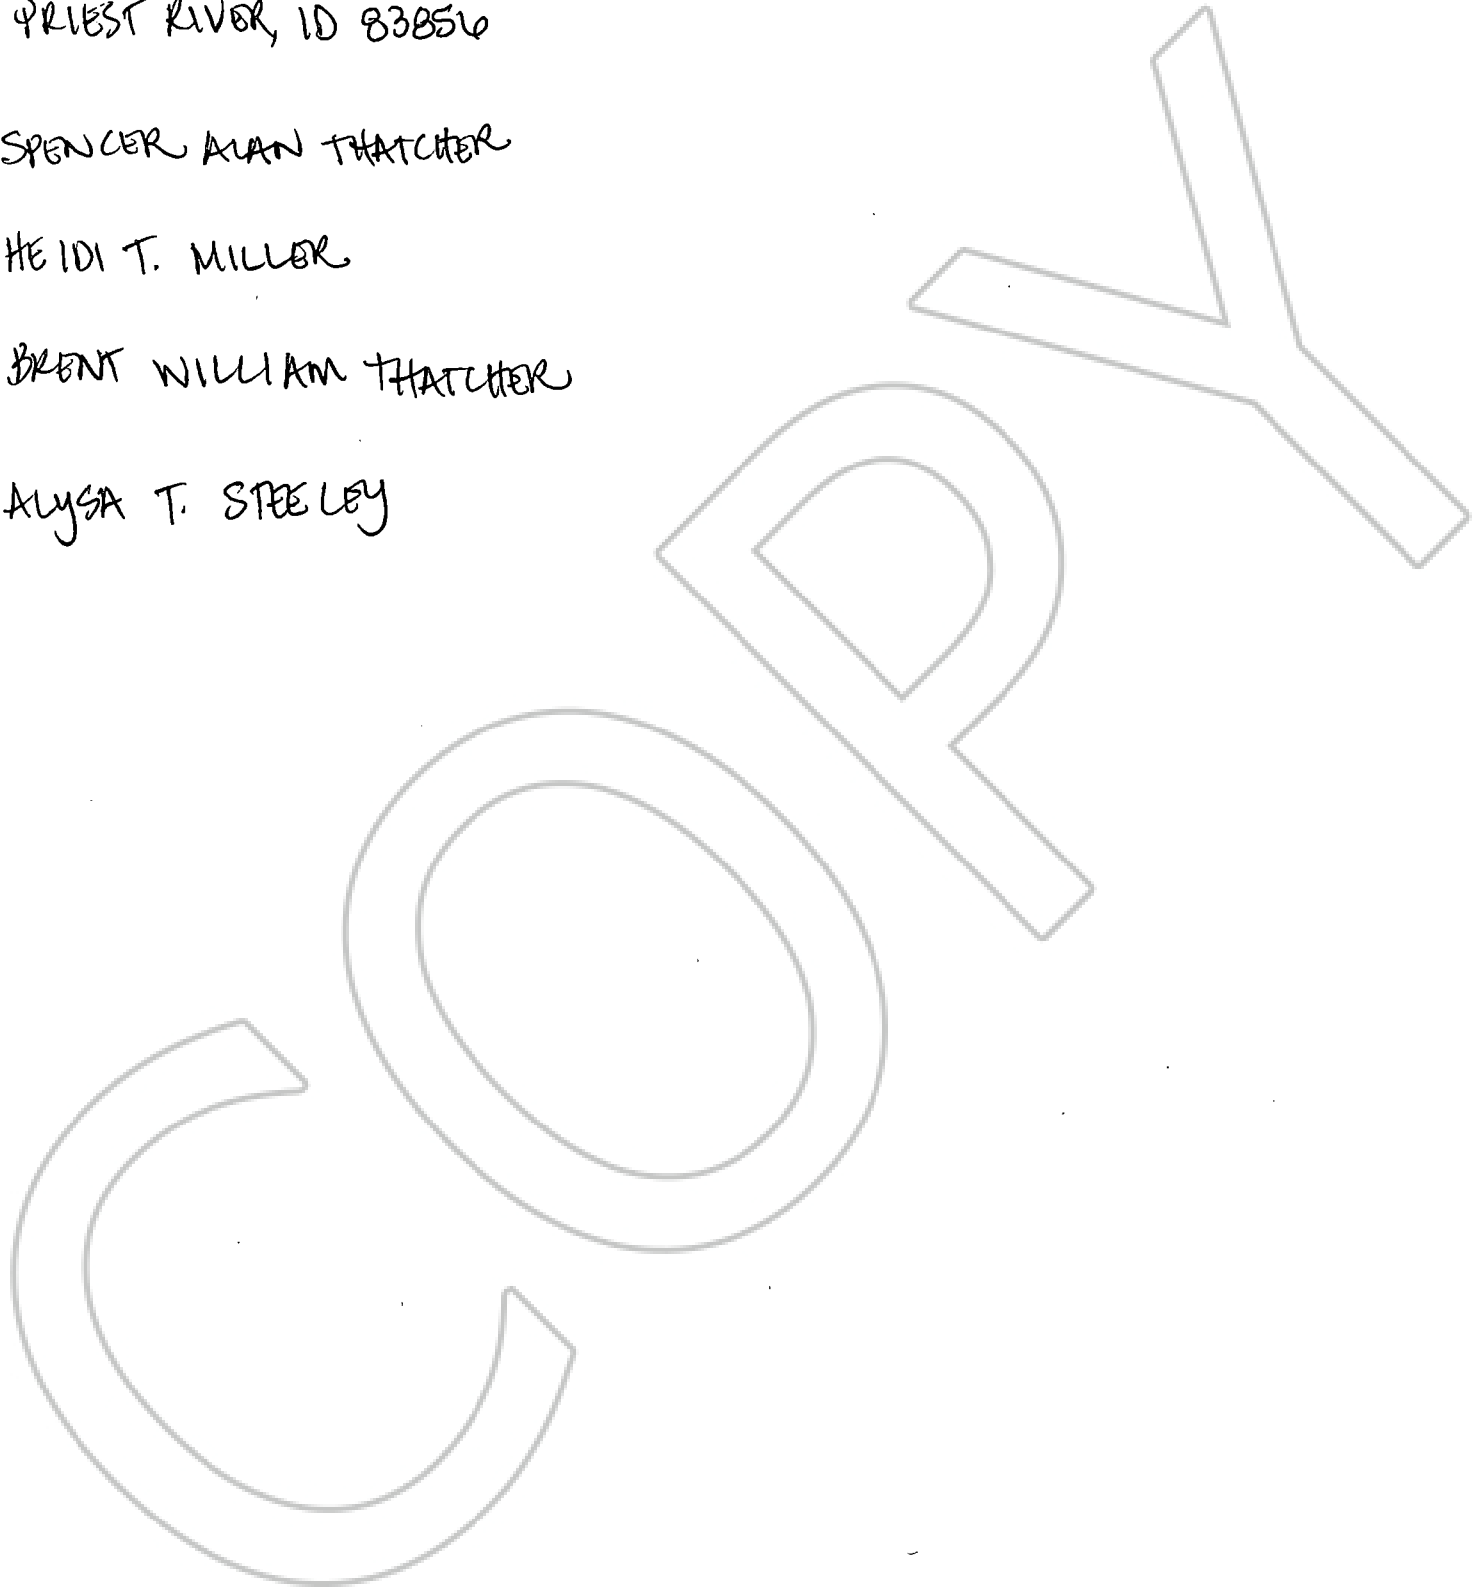 PRIEST RIVER, ID 83856
SPENCER ALAN THATCHER
HEIDI T. MILLER
BRENT WILLIAM THATCHER
ALYSA T. STEELEY
COPY